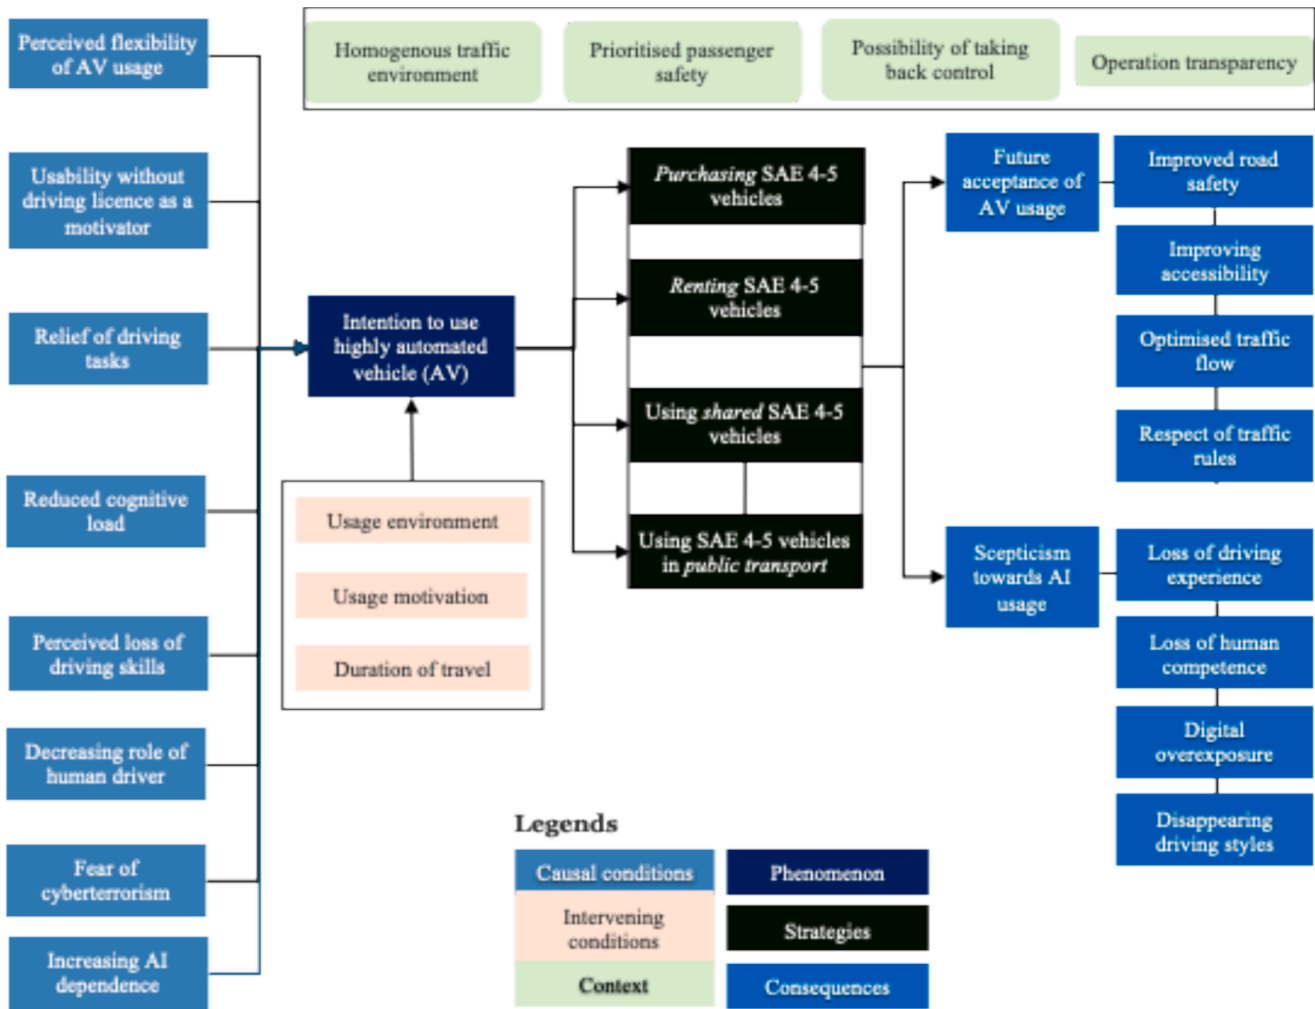 Perceived flexibility
of AV usage
Usability without
driving licence as a
motivator
Relief of driving
tasks
Reduced cognitive
load
Perceived loss of
driving skills
Decreasing role of
human driver
Fear of
cyberterrorism
Increasing AI
dependence
Homogenous traffic
environment
Prioritised passenger
safety
Possibility of taking
back control
Operation transparency
Intention to use
highly automated
vehicle (AV)
Usage environment
Usage motivation
Duration of travel
Purchasing SAE 4-5
vehicles
Renting SAE 4-5
vehicles
Using shared SAE 4-5
vehicles
Using SAE 4-5 vehicles
in public transport
Future
acceptance of
AV usage
Improved road
safety
Improving
accessibility
Optimised traffic
flow
Respect of traffic
rules
Scepticism
towards AI
usage
Loss of driving
experience
Loss of human
competence
Digital
overexposure
Disappearing
driving styles
Legends
Causal conditions
Phenomenon
Intervening
conditions
Strategies
Context
Consequences